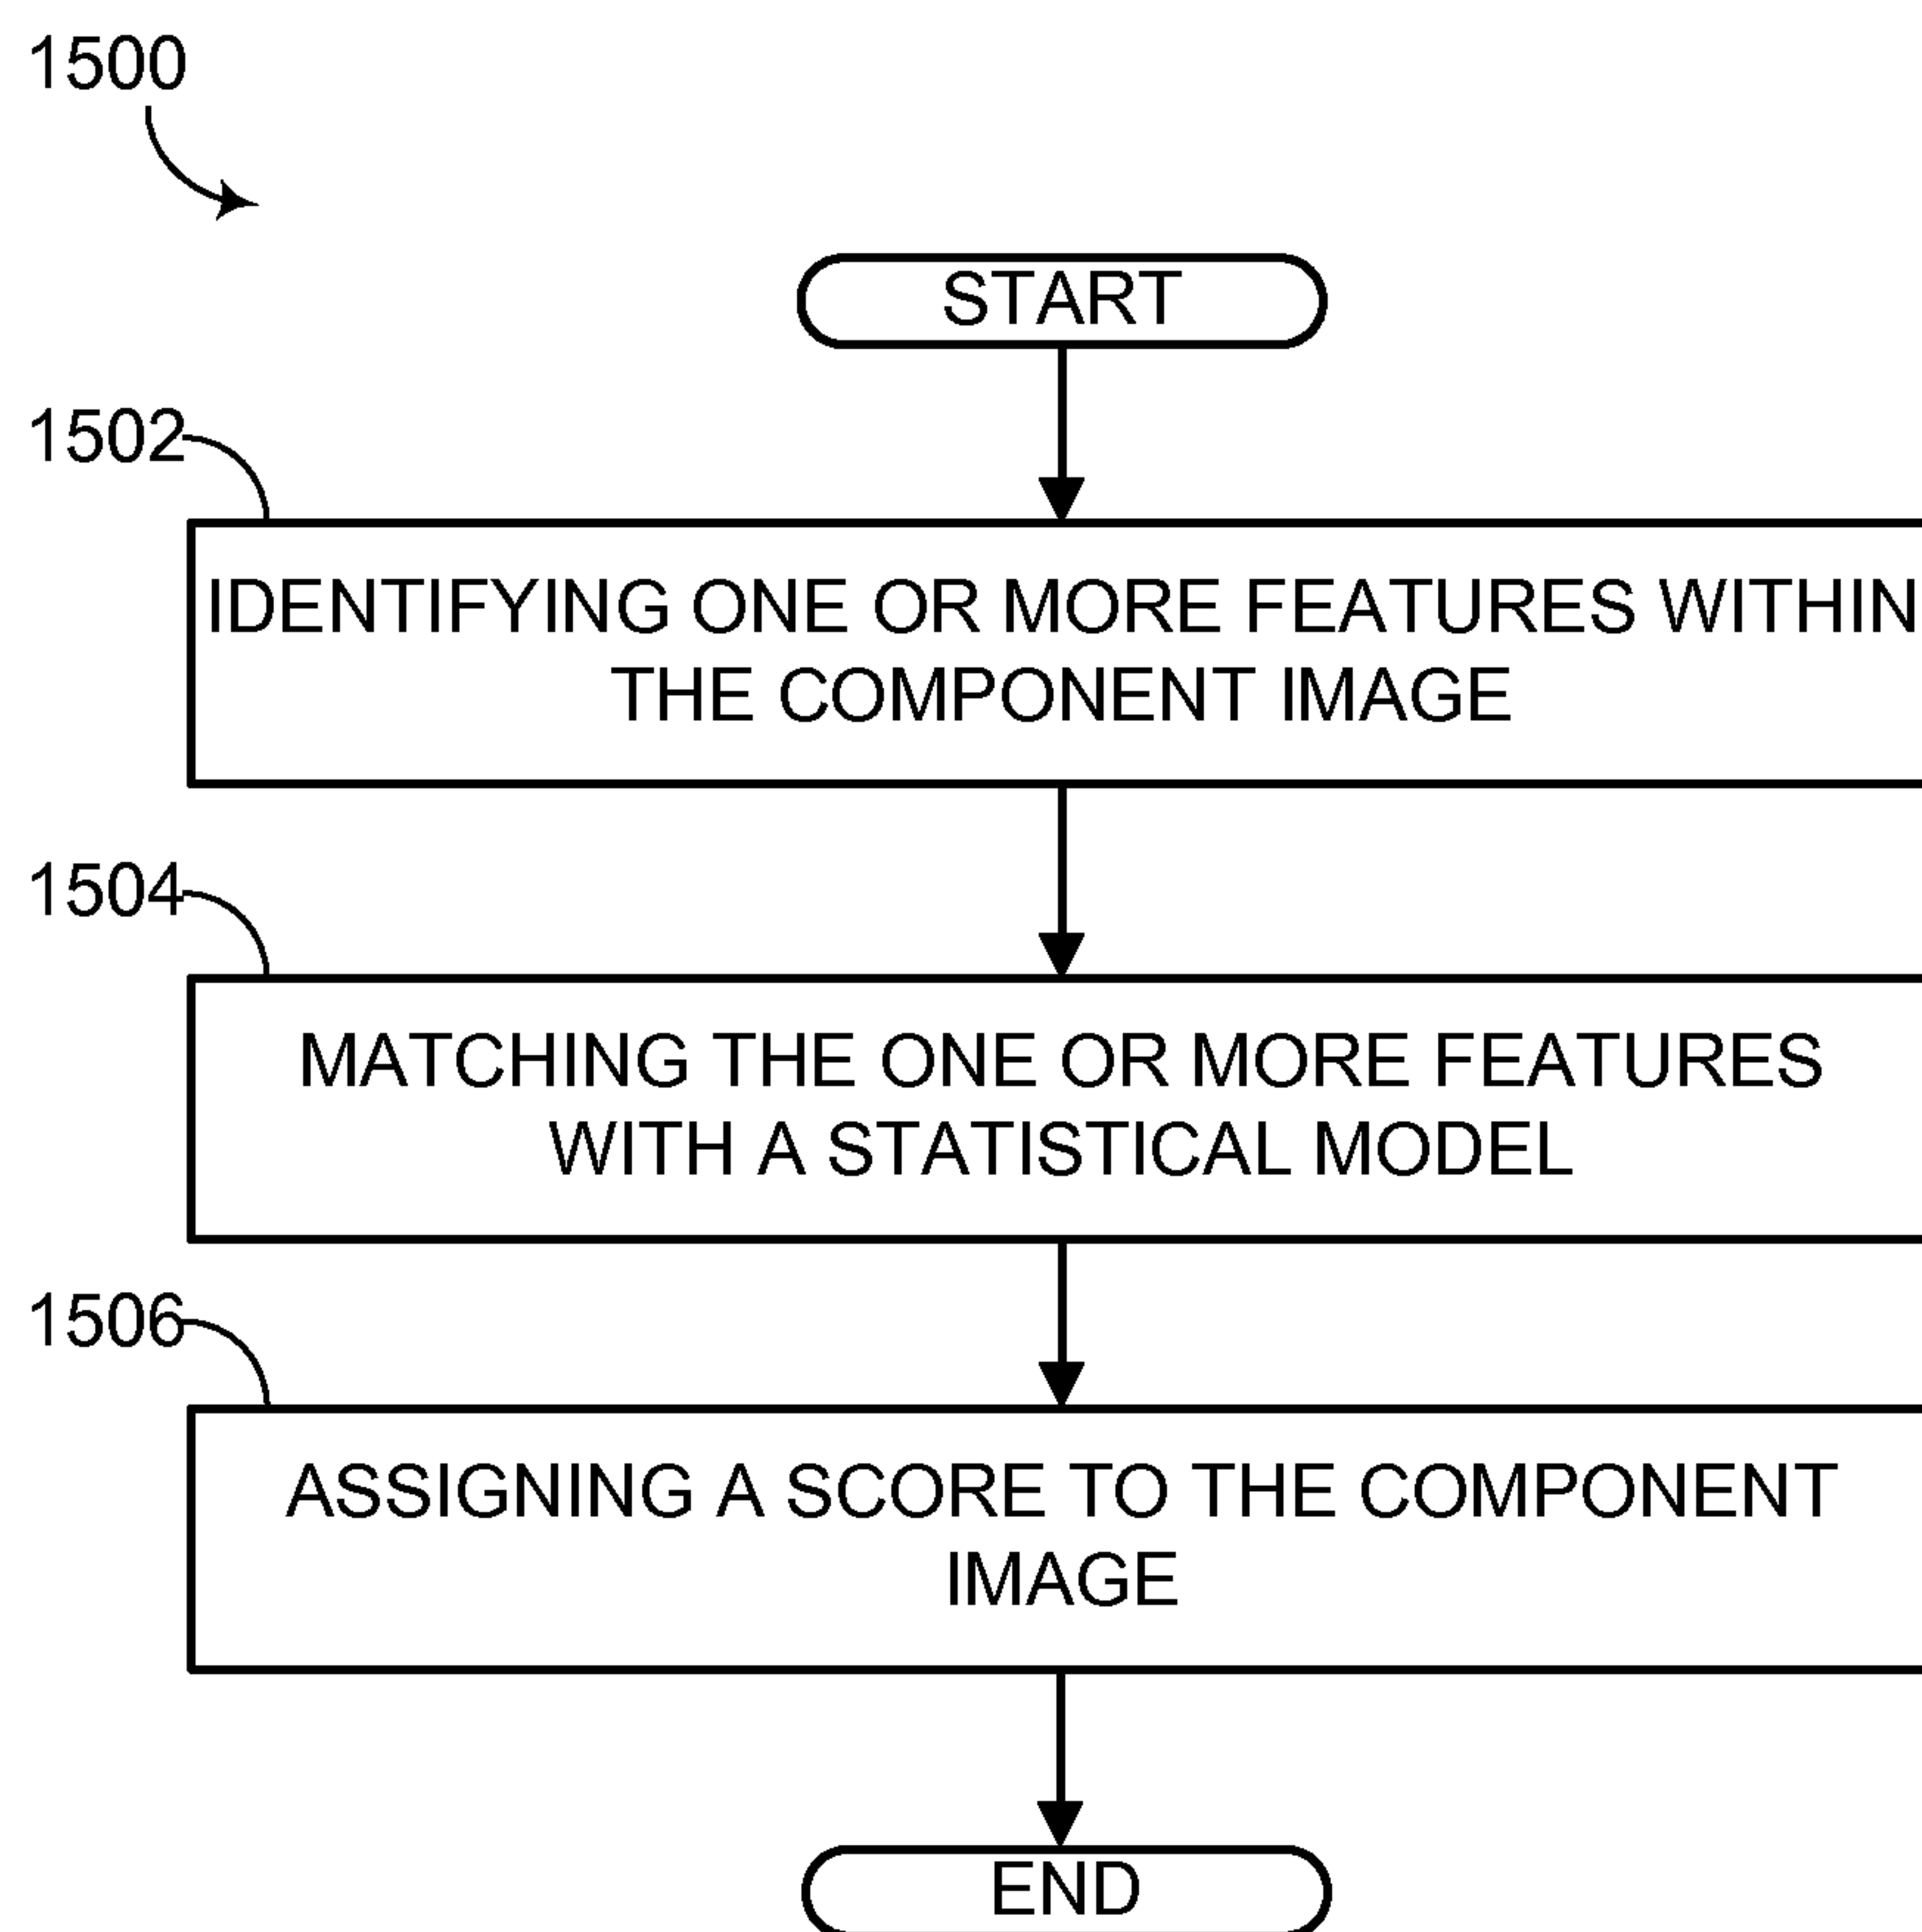 1500
START
1502
IDENTIFYING ONE OR MORE FEATURES WITHIN
THE COMPONENT IMAGE
1504
MATCHING THE ONE OR MORE FEATURES
WITH A STATISTICAL MODEL
1506
ASSIGNING A SCORE TO THE COMPONENT
IMAGE
END